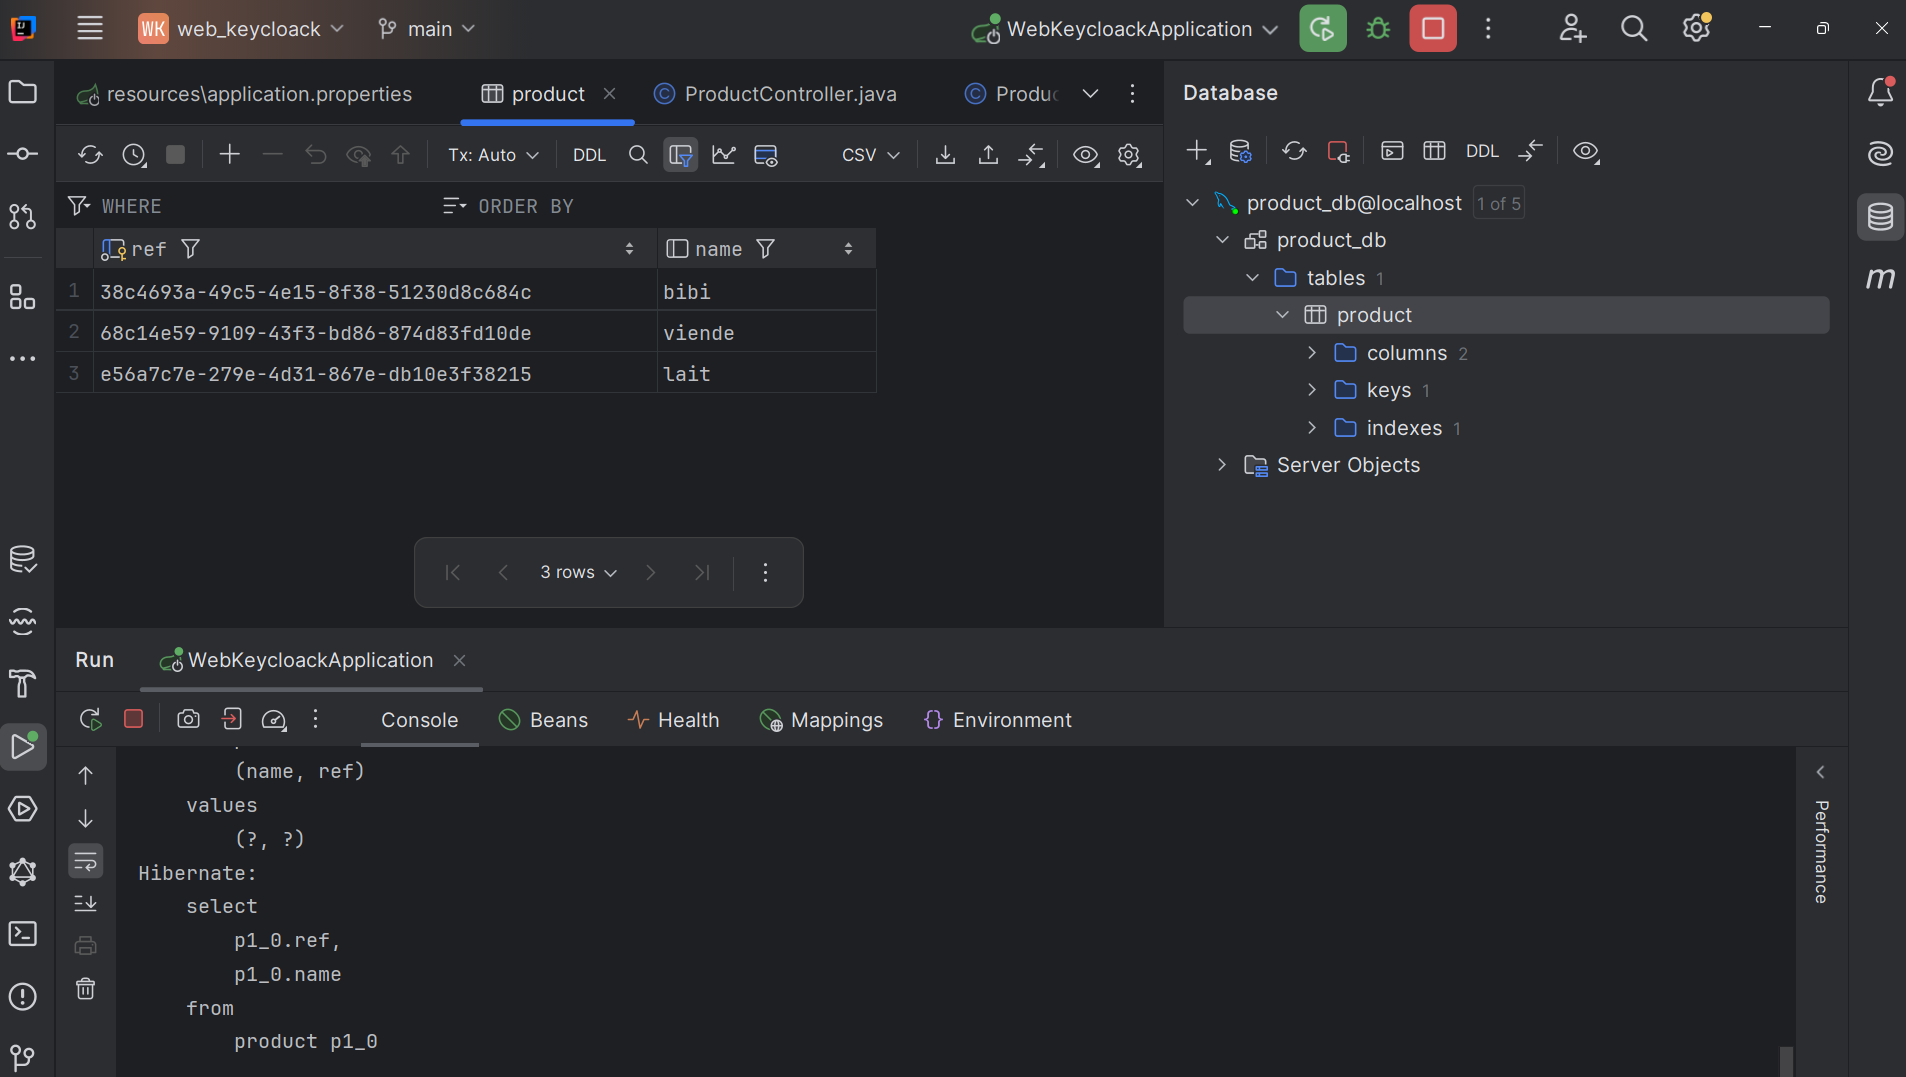 WK web_keycloack main WebKeycloackApplication
resources\application.properties product ProductController.java Produc
Database
Tx: Auto DDL CSV
DDL
WHERE ORDER BY
ref name
1 38c4693a-49c5-4e15-8f38-51230d8c684c bibi
2 68c14e59-9109-43f3-bd86-874d83fd10de viende
3 e56a7c7e-279e-4d31-867e-db10e3f38215 lait
3 rows
product_db@localhost 1 of 5
product_db
tables 1
product
columns 2
keys 1
indexes 1
Server Objects
m
Run WebKeycloackApplication
Console Beans Health Mappings Environment
(name, ref)
values
(?, ?)
Hibernate:
select
p1_0.ref,
p1_0.name
from
product p1_0
Performance